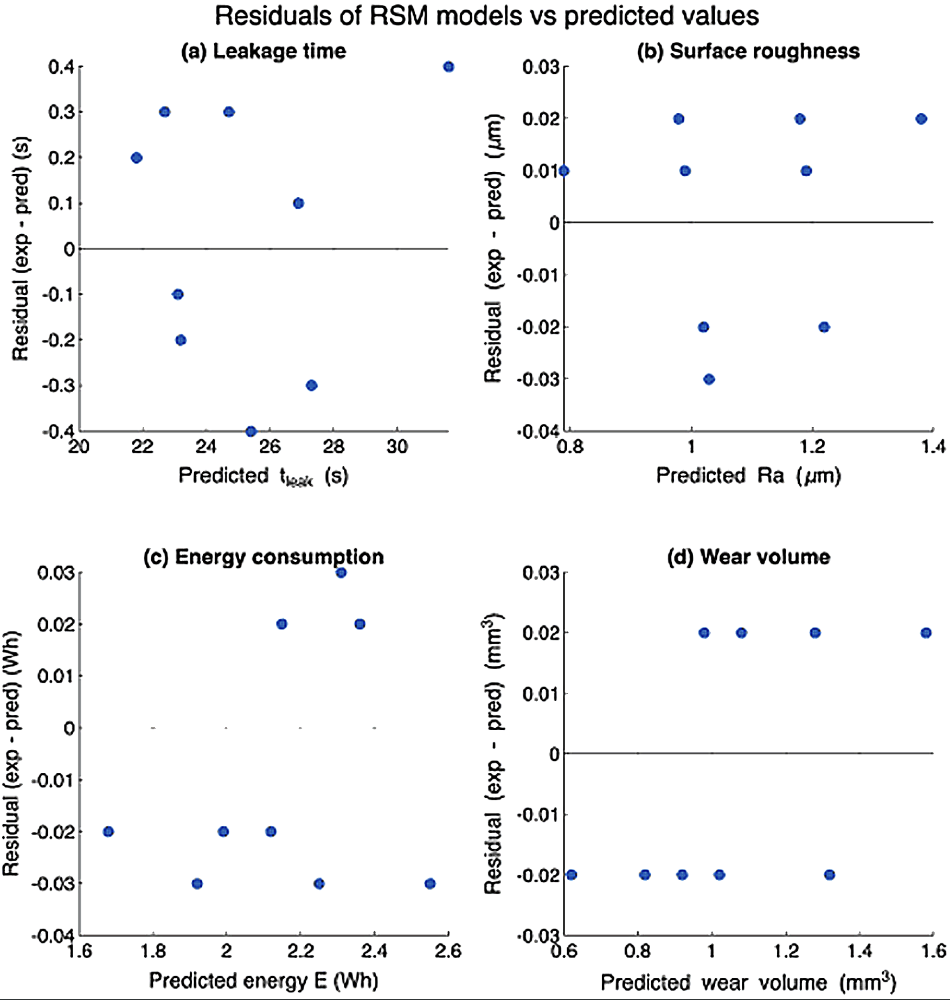 Residuals of RSM models vs predicted values
(a) Leakage time
0.4
0.3
0.2
0.1
0
-0.1
-0.2
-0.3
-0.4
20 22 24 26 28 30
Residual (exp - pred) (s)
Predicted tleak (s)
(b) Surface roughness
0.03
0.02
0.01
0
-0.01
-0.02
-0.03
-0.04
0.8 1 1.2 1.4
Residual (exp - pred) (μm)
Predicted Ra (μm)
(c) Energy consumption
0.03
0.02
0.01
0
-0.01
-0.02
-0.03
-0.04
1.6 1.8 2 2.2 2.4 2.6
Residual (exp - pred) (Wh)
Predicted energy E (Wh)
(d) Wear volume
0.03
0.02
0.01
0
-0.01
-0.02
-0.03
0.6 0.8 1 1.2 1.4 1.6
Residual (exp - pred) (mm³)
Predicted wear volume (mm³)